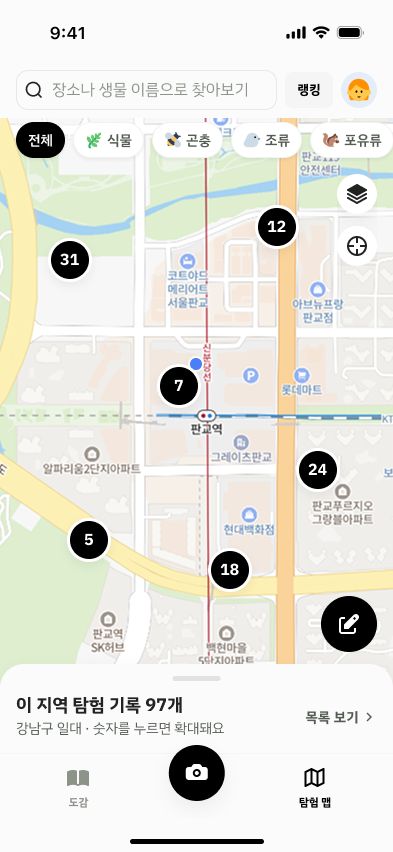 9:41
장소나 생물 이름으로 찾아보기
랭킹
전체
식물
곤충
조류
포유류
안전센터
12
31
코트야드
메리어트
서울판교
아브뉴프랑
판교점
신분당선
P
7
롯데마트
판교역
KT
그레이츠판교
알파리움2단지아파트
24
판교푸르지오
그랑블아파트
현대백화점
5
18
판교역
SK허브
백현마을
5단지아파트
이 지역 탐험 기록 97개
강남구 일대 · 숫자를 누르면 확대돼요
목록 보기
도감
탐험 맵